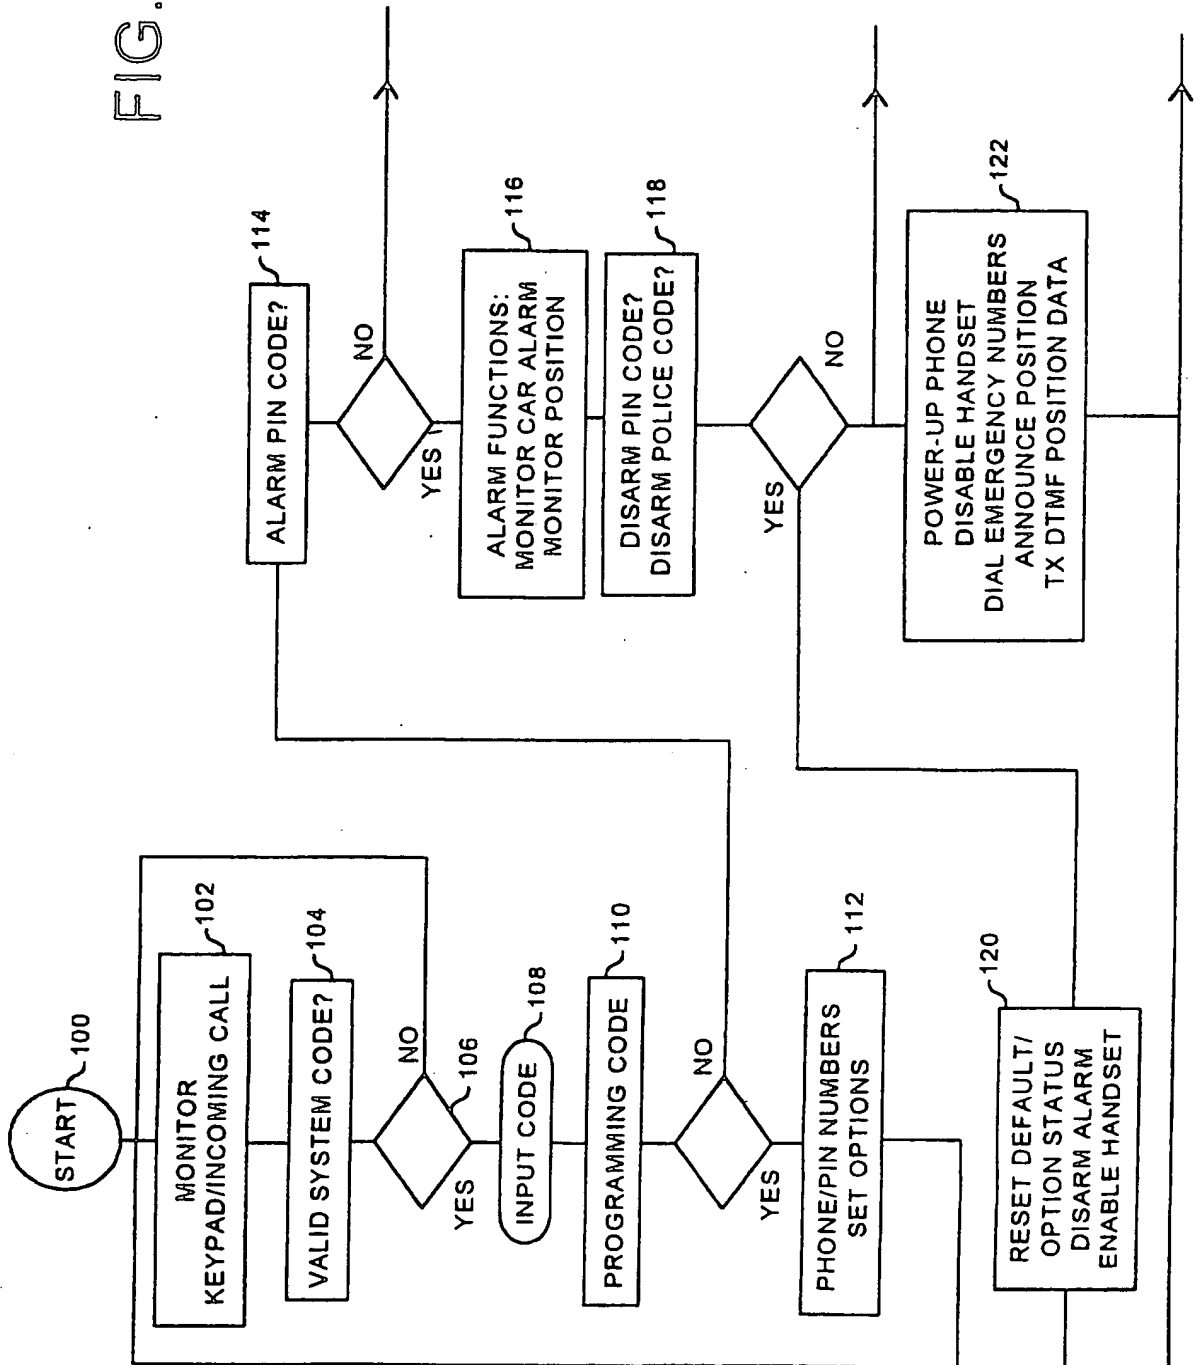 FIG.
START
100
MONITOR
KEYPAD/INCOMING CALL
102
VALID SYSTEM CODE?
104
NO
106
YES
INPUT CODE
108
PROGRAMMING CODE
110
NO
YES
PHONE/PIN NUMBERS
SET OPTIONS
112
ALARM PIN CODE?
114
NO
YES
ALARM FUNCTIONS:
MONITOR CAR ALARM
MONITOR POSITION
116
DISARM PIN CODE?
DISARM POLICE CODE?
118
YES
NO
RESET DEFAULT/
OPTION STATUS
DISARM ALARM
ENABLE HANDSET
120
POWER-UP PHONE
DISABLE HANDSET
DIAL EMERGENCY NUMBERS
ANNOUNCE POSITION
TX DTMF POSITION DATA
122